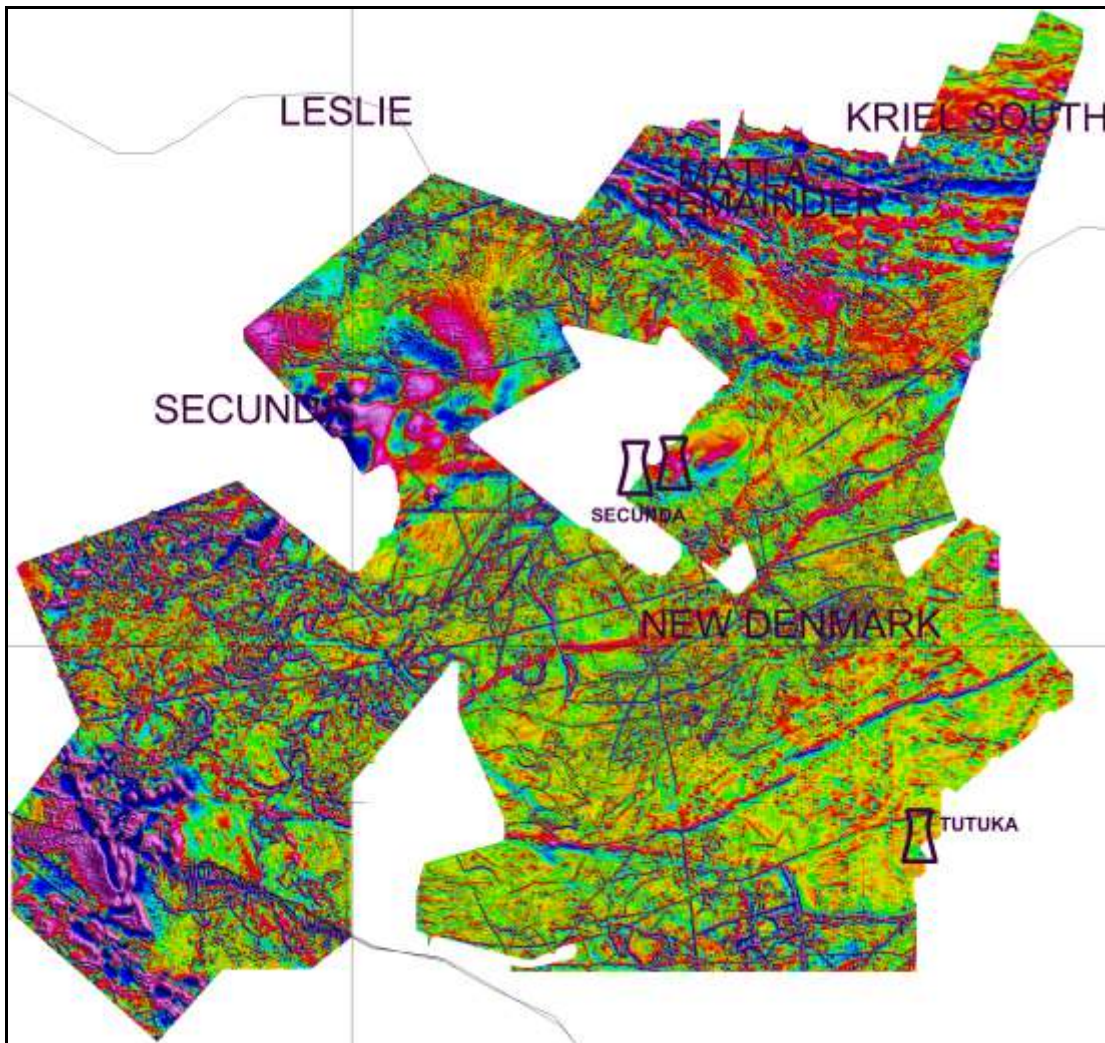 LESLIE
KRIEL SOUTH
MATLA
REMAINDER
SECUNDA
SECUNDA
NEW DENMARK
TUTUKA